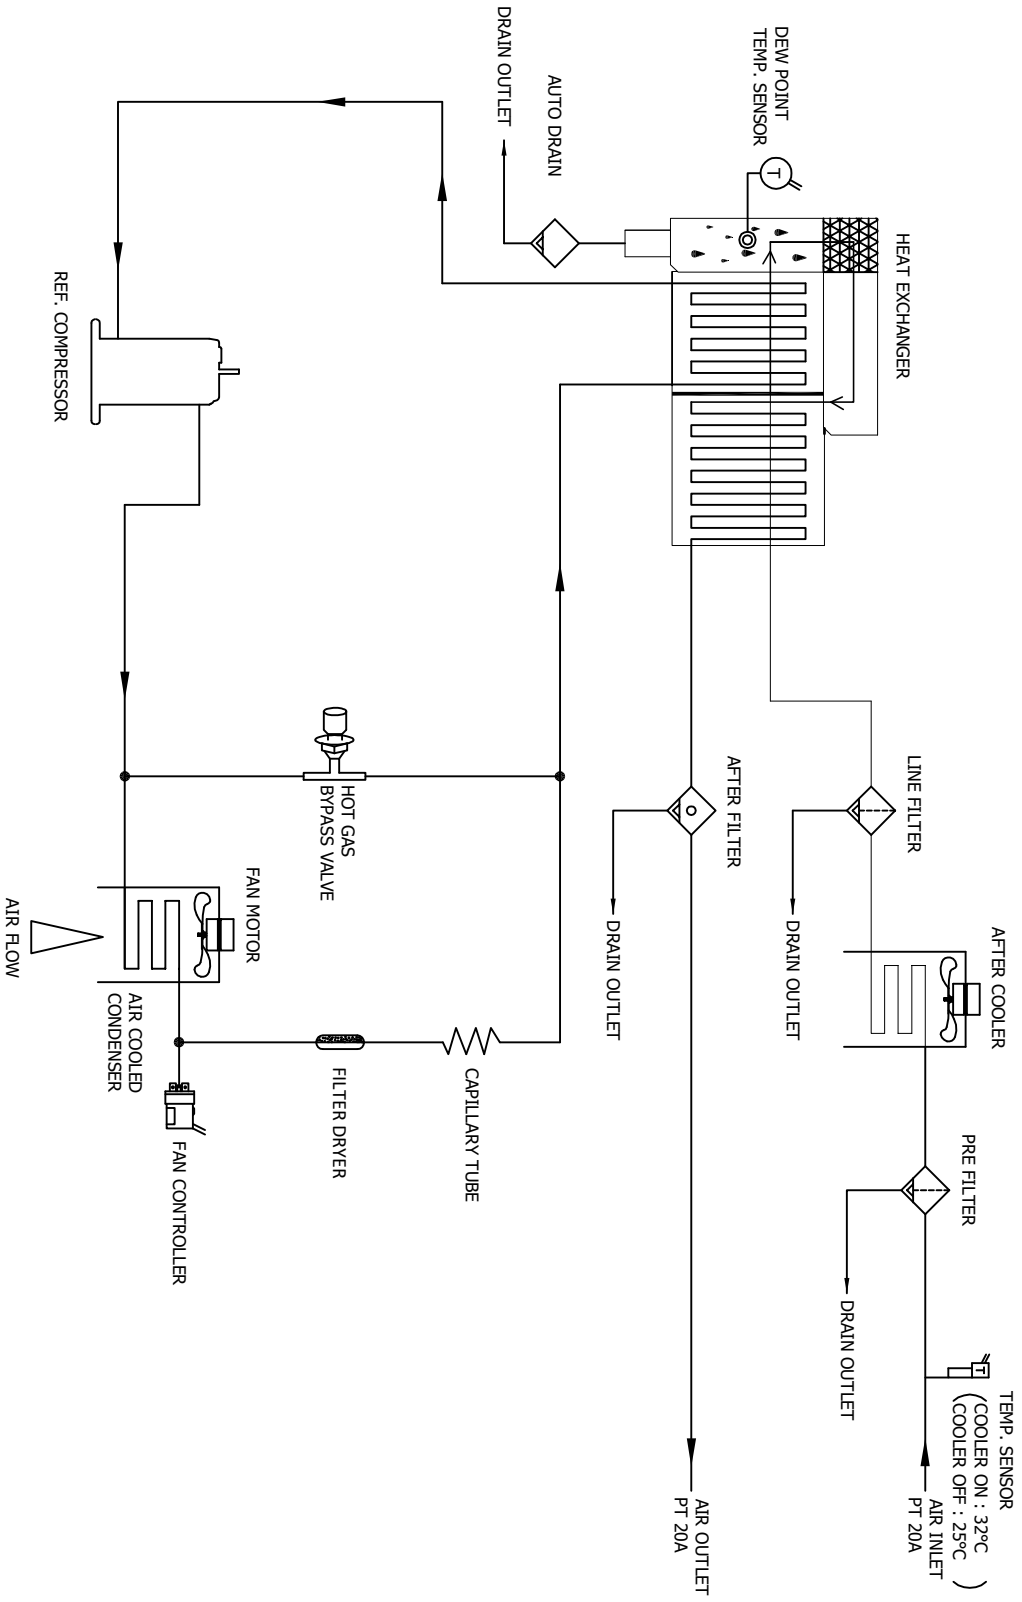 TEMP. SENSOR
(COOLER ON : 32°C
COOLER OFF : 25°C)
AIR INLET
PT 20A
PRE FILTER
DRAIN OUTLET
AFTER COOLER
LINE FILTER
DRAIN OUTLET
HEAT EXCHANGER
DEW POINT
TEMP. SENSOR
T
T
AUTO DRAIN
DRAIN OUTLET
AFTER FILTER
DRAIN OUTLET
AIR OUTLET
PT 20A
CAPILLARY TUBE
FILTER DRYER
HOT GAS
BYPASS VALVE
FAN MOTOR
FAN CONTROLLER
AIR COOLED
CONDENSER
REF. COMPRESSOR
AIR FLOW